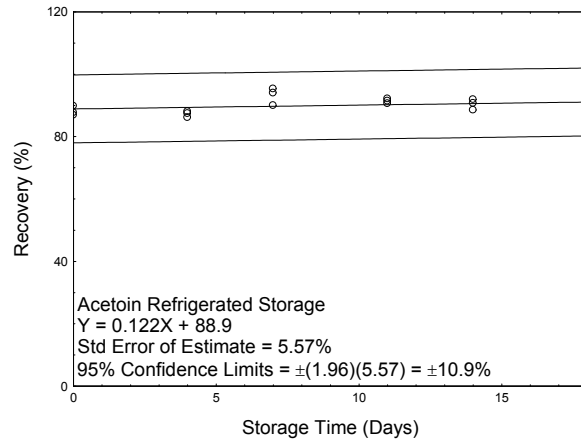 120
80
40
0
Recovery (%)
Acetoin Refrigerated Storage
Y = 0.122X + 88.9
Std Error of Estimate = 5.57%
95% Confidence Limits = ±(1.96)(5.57) = ±10.9%
0 5 10 15
Storage Time (Days)